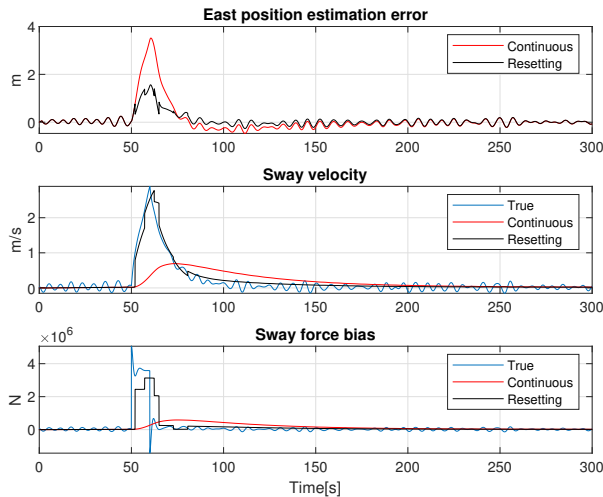 East position estimation error
4
2
0
m
Continuous
Resetting
0 50 100 150 200 250 300
Sway velocity
2
1
0
m/s
True
Continuous
Resetting
0 50 100 150 200 250 300
Sway force bias
×10⁶
4
2
0
N
True
Continuous
Resetting
0 50 100 150 200 250 300
Time[s]